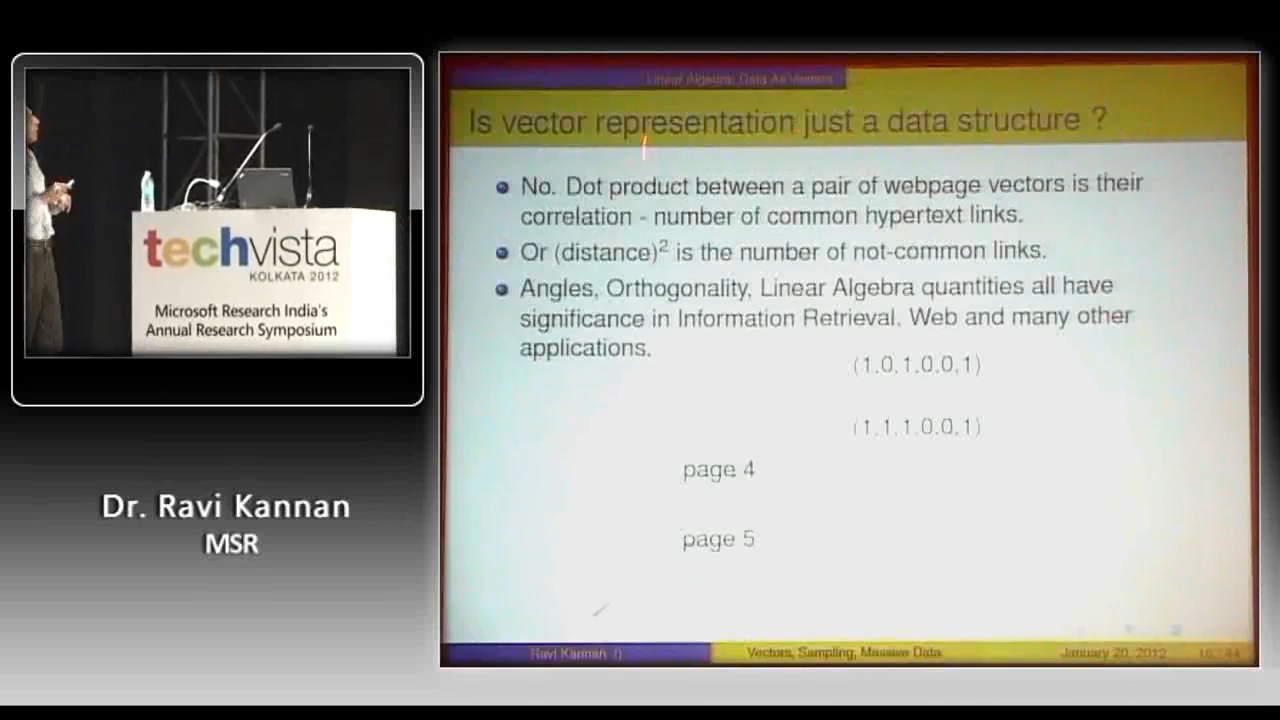 techvista
KOLKATA 2012
Microsoft Research India's
Annual Research Symposium
Dr. Ravi Kannan
MSR
Linear Algebra: Data As Vectors
Is vector representation just a data structure ?
No. Dot product between a pair of webpage vectors is their
correlation - number of common hypertext links.
Or (distance)² is the number of not-common links.
Angles, Orthogonality, Linear Algebra quantities all have
significance in Information Retrieval, Web and many other
applications.
(1,0,1,0,0,1)
(1,1,1,0,0,1)
page 4
page 5
Ravi Kannan ()
Vectors, Sampling, Massive Data
January 20, 2012